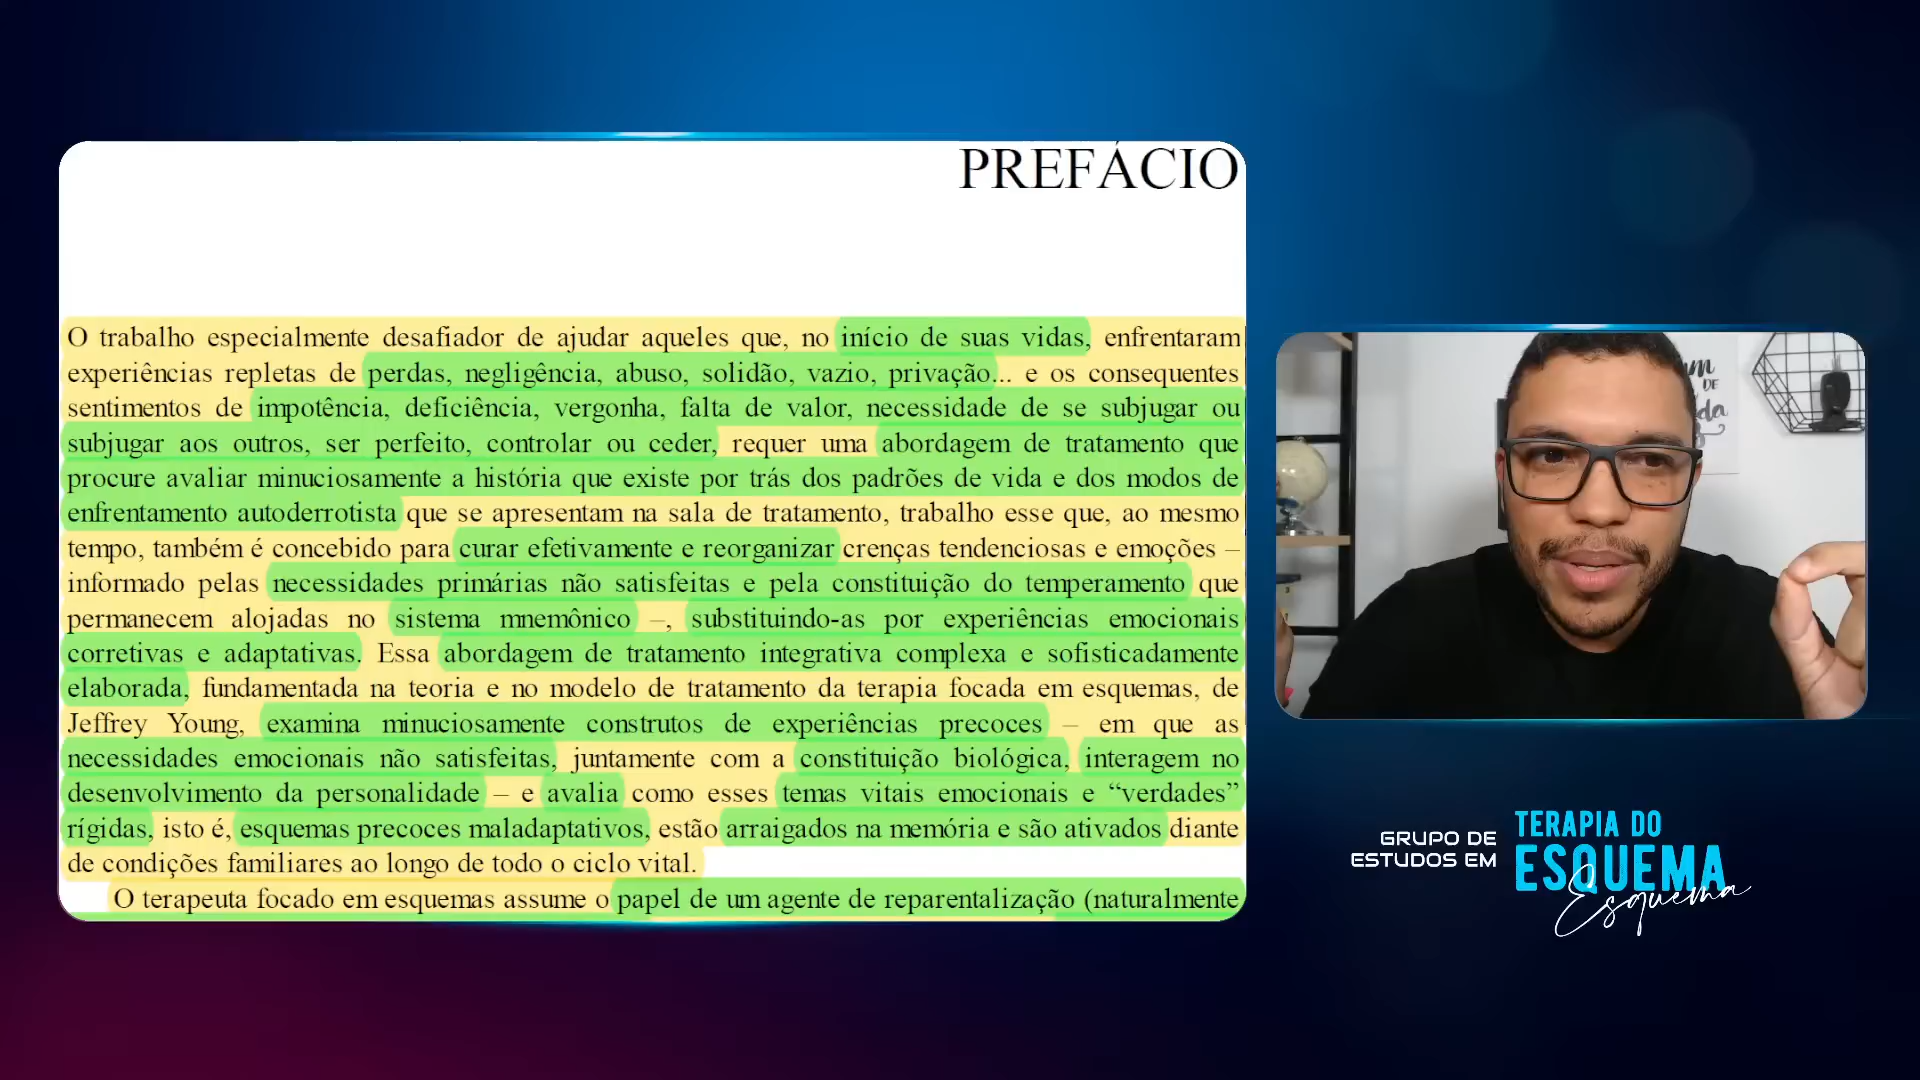 PREFÁCIO
O trabalho especialmente desafiador de ajudar aqueles que, no início de suas vidas, enfrentaram
experiências repletas de perdas, negligência, abuso, solidão, vazio, privação... e os consequentes
sentimentos de impotência, deficiência, vergonha, falta de valor, necessidade de se subjugar ou
subjugar aos outros, ser perfeito, controlar ou ceder, requer uma abordagem de tratamento que
procure avaliar minuciosamente a história que existe por trás dos padrões de vida e dos modos de
enfrentamento autoderrotista que se apresentam na sala de tratamento, trabalho esse que, ao mesmo
tempo, também é concebido para curar efetivamente e reorganizar crenças tendenciosas e emoções –
informado pelas necessidades primárias não satisfeitas e pela constituição do temperamento que
permanecem alojadas no sistema mnemônico –, substituindo-as por experiências emocionais
corretivas e adaptativas. Essa abordagem de tratamento integrativa complexa e sofisticadamente
elaborada, fundamentada na teoria e no modelo de tratamento da terapia focada em esquemas, de
Jeffrey Young, examina minuciosamente construtos de experiências precoces – em que as
necessidades emocionais não satisfeitas, juntamente com a constituição biológica, interagem no
desenvolvimento da personalidade – e avalia como esses temas vitais emocionais e “verdades”
rígidas, isto é, esquemas precoces maladaptativos, estão arraigados na memória e são ativados diante
de condições familiares ao longo de todo o ciclo vital.
O terapeuta focado em esquemas assume o papel de um agente de reparentalização (naturalmente
DE
GRUPO DE
ESTUDOS EM
TERAPIA DO
ESQUEMA
Esquema